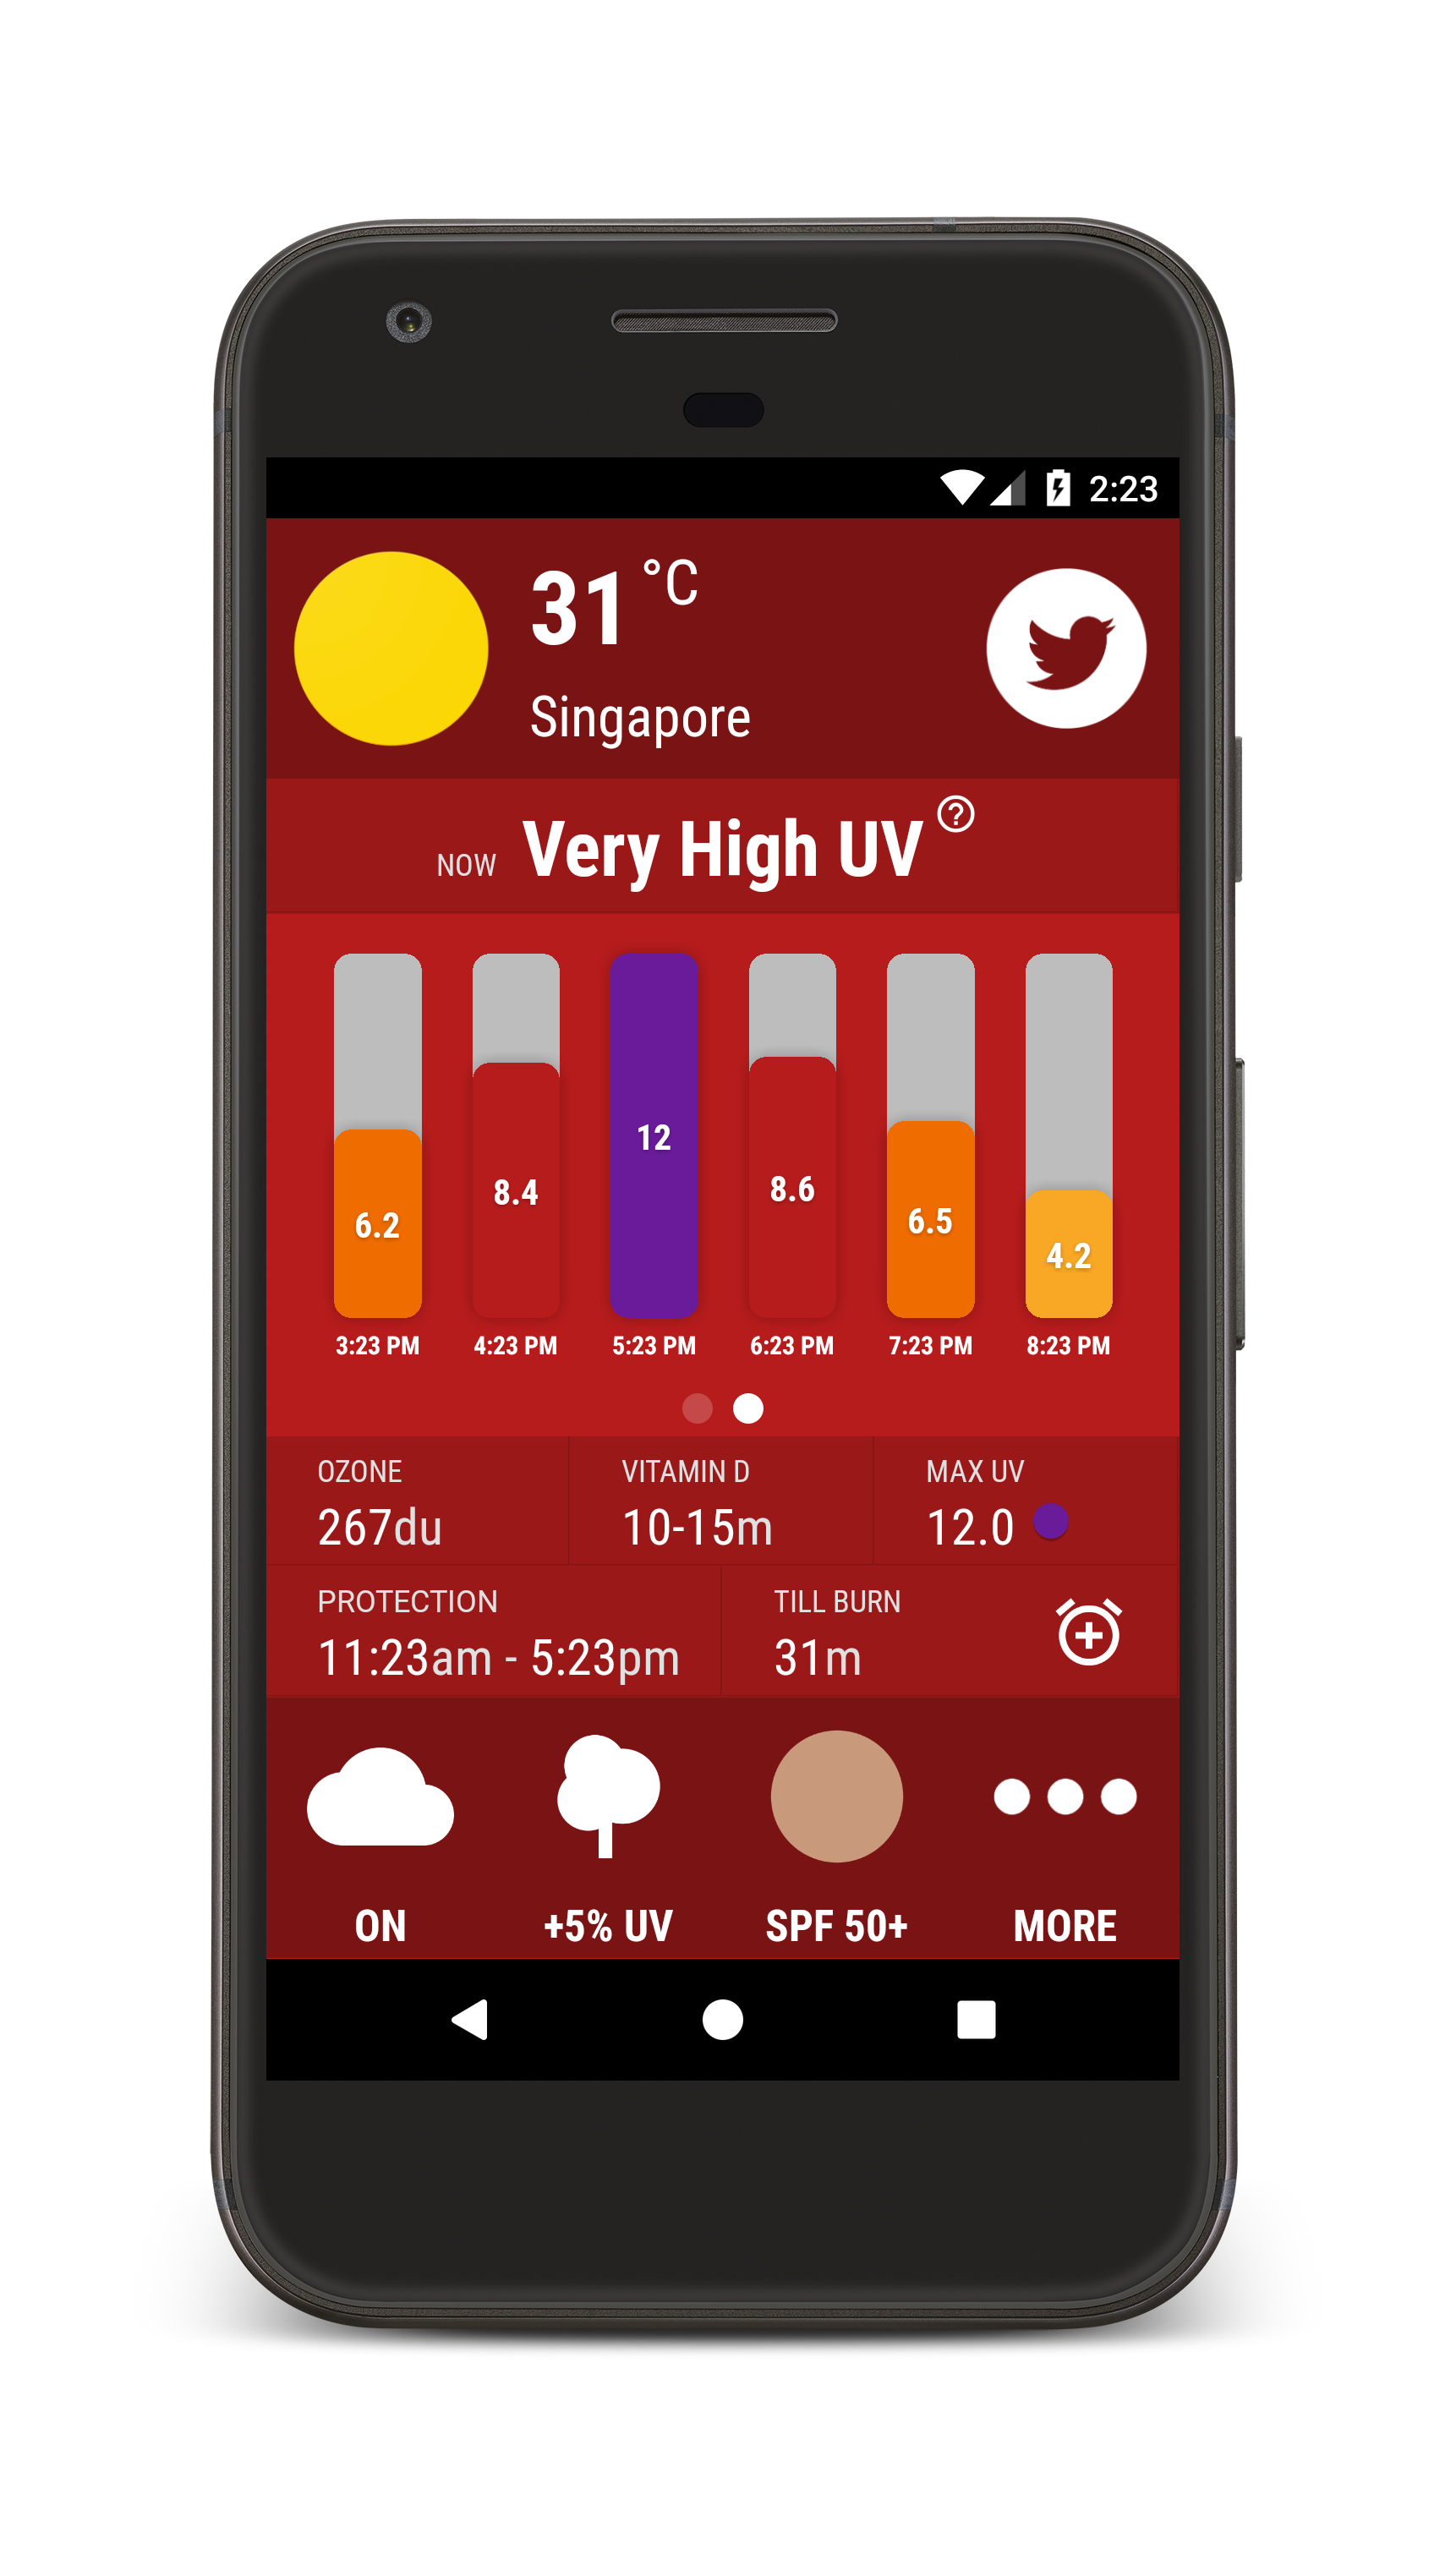 2:23
31 °C
Singapore
NOW Very High UV ?
6.2 8.4 12 8.6 6.5 4.2
3:23 PM 4:23 PM 5:23 PM 6:23 PM 7:23 PM 8:23 PM
OZONE VITAMIN D MAX UV
267du 10-15m 12.0
PROTECTION TILL BURN
11:23am - 5:23pm 31m
ON +5% UV SPF 50+ MORE